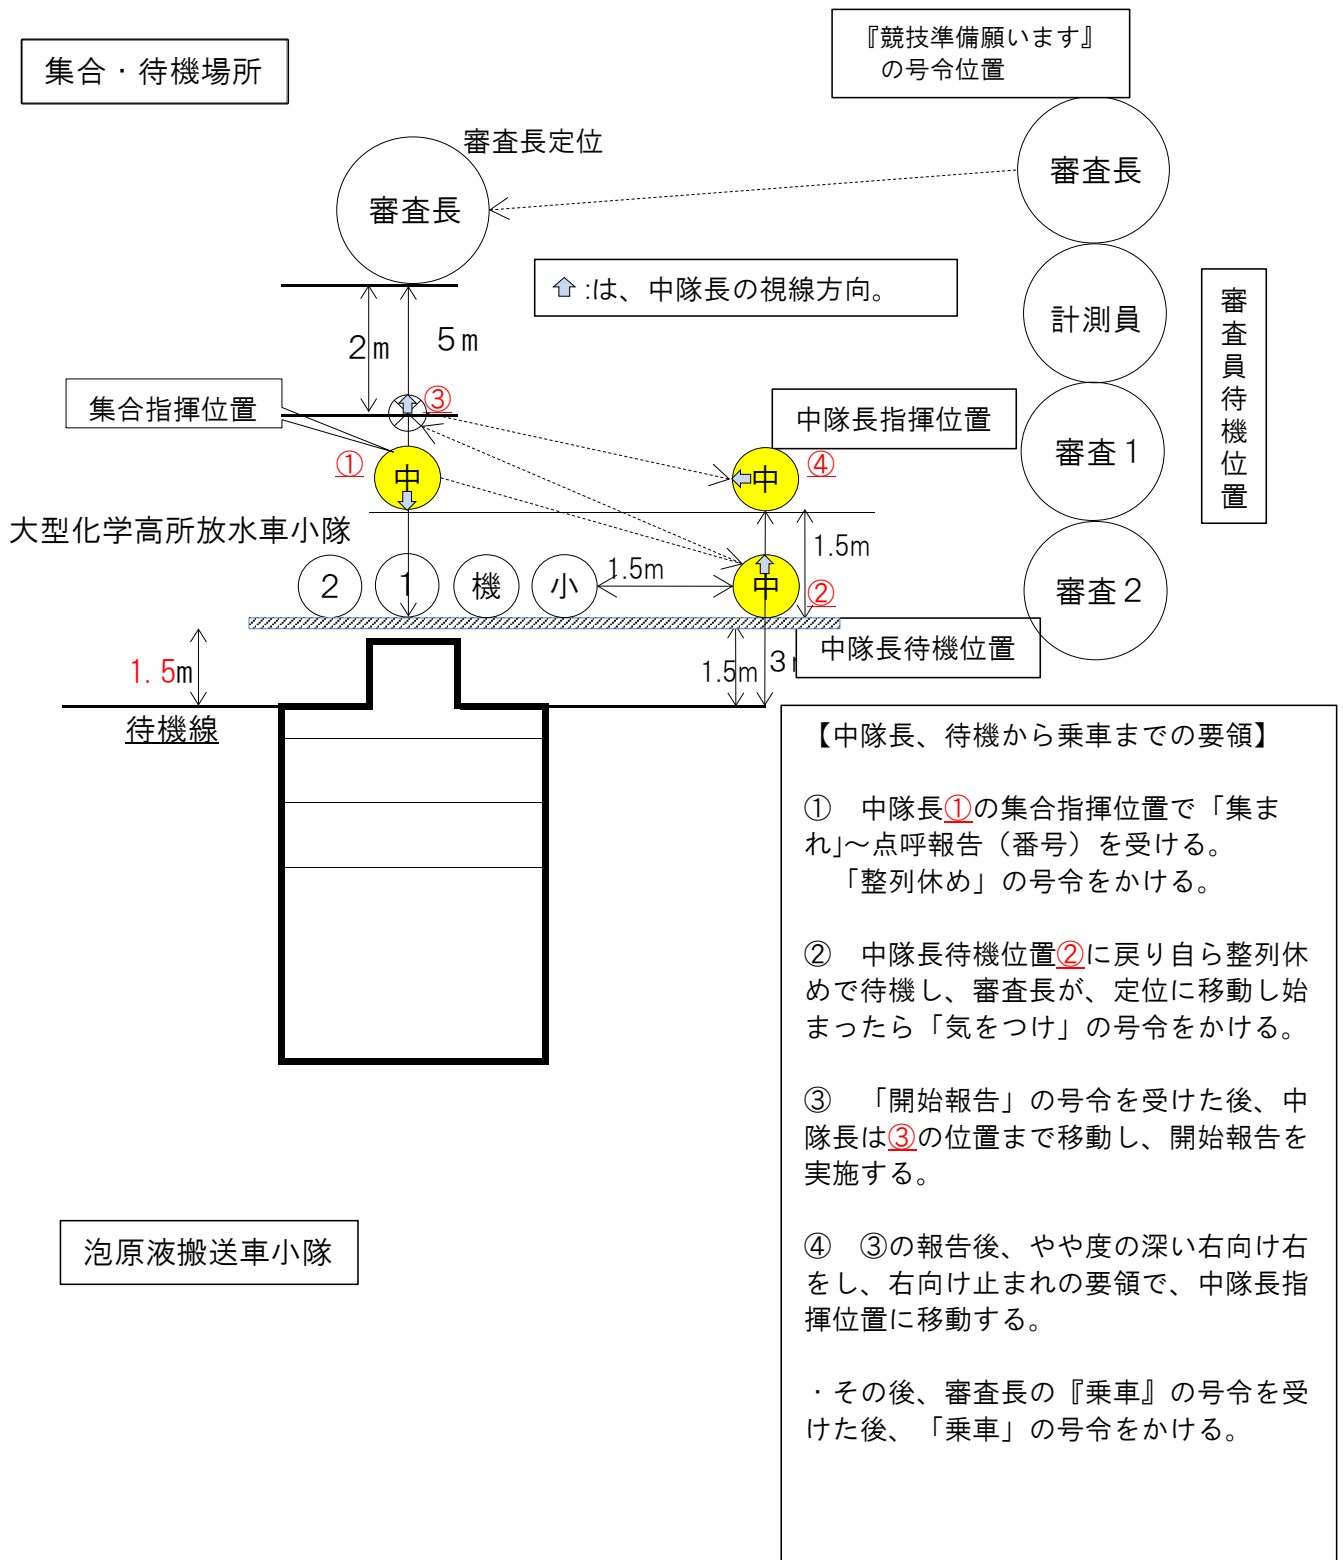 『競技準備願います』
の号令位置
集合・待機場所
審査長定位
審査長
審査長
:は、中隊長の視線方向。
計測員
審査員待機位置
2m
5m
集合指揮位置
③
中隊長指揮位置
審査1
①
中
中
④
大型化学高所放水車小隊
1.5m
2
1
機
小
1.5m
中
②
審査2
中隊長待機位置
1.5m
1.5m
3
待機線
【中隊長、待機から乗車までの要領】
① 中隊長①の集合指揮位置で「集ま
れ」～点呼報告（番号）を受ける。
「整列休め」の号令をかける。
② 中隊長待機位置②に戻り自ら整列休
めで待機し、審査長が、定位に移動し始
まったら「気をつけ」の号令をかける。
③ 「開始報告」の号令を受けた後、中
隊長は③の位置まで移動し、開始報告を
実施する。
④ ③の報告後、やや度の深い右向け右
をし、右向け止まれの要領で、中隊長指
揮位置に移動する。
・その後、審査長の『乗車』の号令を受
けた後、「乗車」の号令をかける。
泡原液搬送車小隊